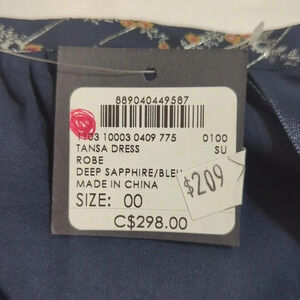 889040449587
1103 10003 0409 775 0100
TANSA DRESS SU
ROBE
DEEP SAPPHIRE/BLEU
MADE IN CHINA
SIZE: 00
$209
C$298.00